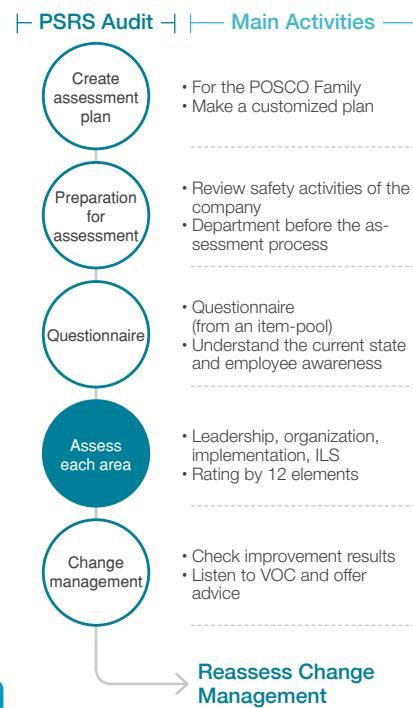 PSRS Audit
Main Activities
Create
assessment
plan
• For the POSCO Family
• Make a customized plan
Preparation
for
assessment
• Review safety activities of the
company
• Department before the as-
sessment process
Questionnaire
• Questionnaire
(from an item-pool)
• Understand the current state
and employee awareness
Assess
each area
• Leadership, organization,
implementation, ILS
• Rating by 12 elements
Change
management
• Check improvement results
• Listen to VOC and offer
advice
Reassess Change
Management